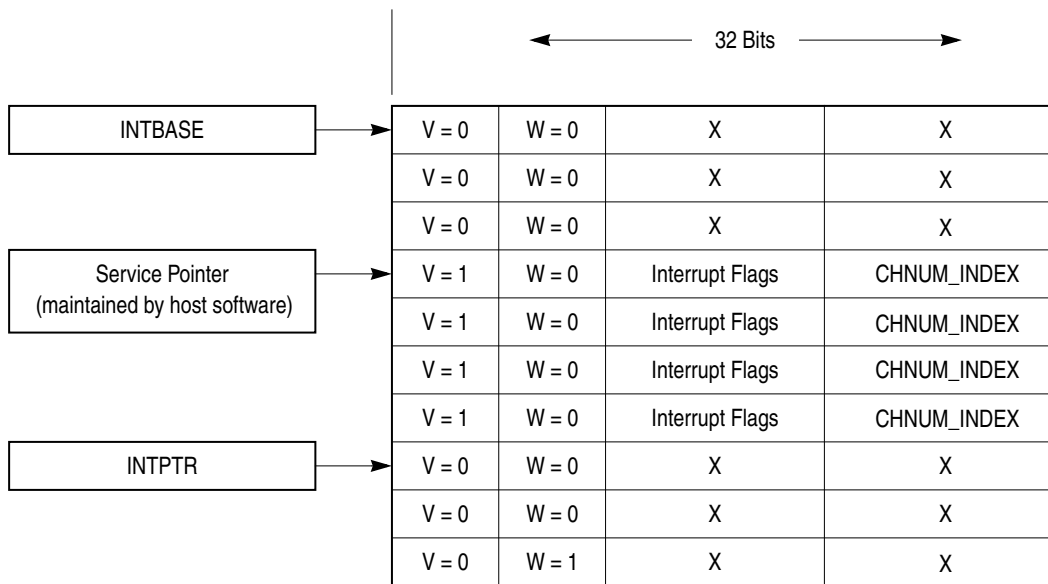 32 Bits
INTBASE
V = 0 W = 0 X X
V = 0 W = 0 X X
V = 0 W = 0 X X
Service Pointer
(maintained by host software)
V = 1 W = 0 Interrupt Flags CHNUM_INDEX
V = 1 W = 0 Interrupt Flags CHNUM_INDEX
V = 1 W = 0 Interrupt Flags CHNUM_INDEX
V = 1 W = 0 Interrupt Flags CHNUM_INDEX
INTPTR
V = 0 W = 0 X X
V = 0 W = 0 X X
V = 0 W = 1 X X